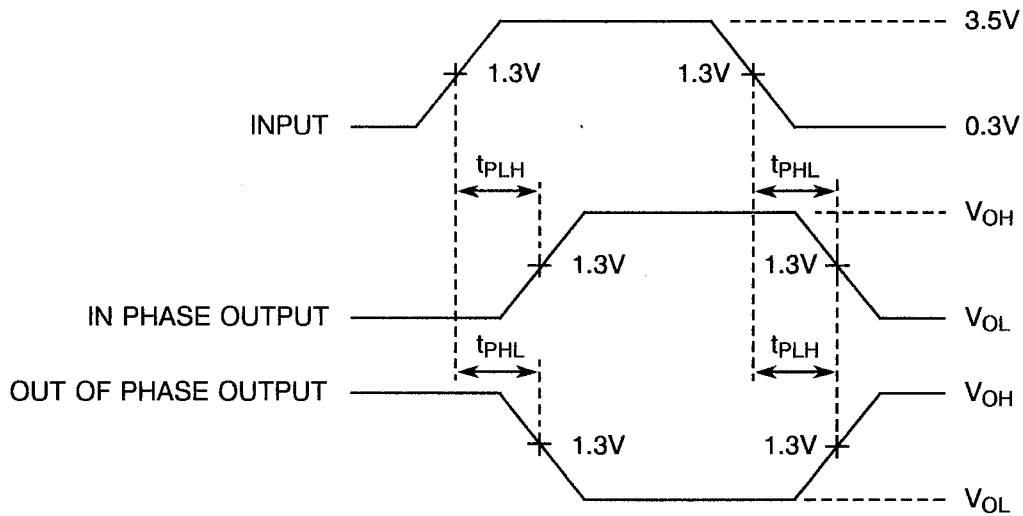 3.5V
1.3V 1.3V
INPUT 0.3V
tPLH tPHL
VOH
1.3V 1.3V
IN PHASE OUTPUT VOL
tPHL tPLH
OUT OF PHASE OUTPUT VOH
1.3V 1.3V
VOL